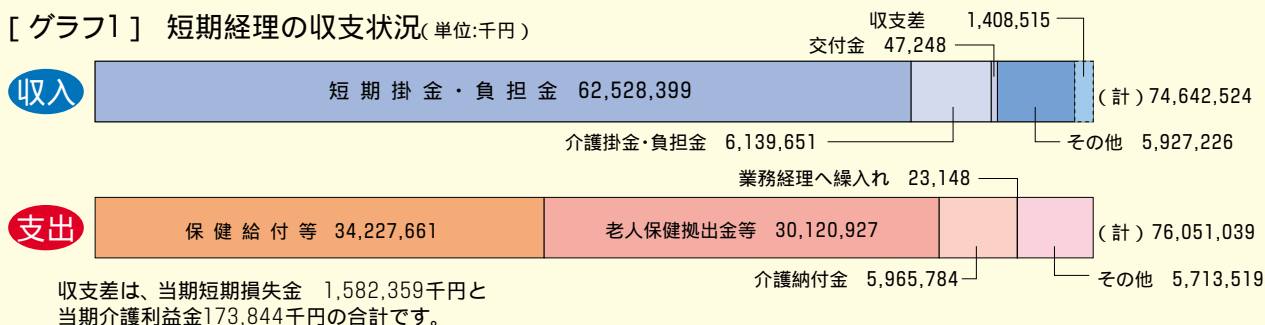 [ グラフ1 ] 短期経理の収支状況( 単位:千円 )
収支差 1,408,515
交付金 47,248
収入
短期掛金・負担金 62,528,399
( 計 ) 74,642,524
介護掛金・負担金 6,139,651
その他 5,927,226
業務経理へ繰入れ 23,148
支出
保健給付等 34,227,661
老人保健拠出金等 30,120,927
( 計 ) 76,051,039
介護納付金 5,965,784
その他 5,713,519
収支差は、当期短期損失金 1,582,359千円と
当期介護利益金173,844千円の合計です。